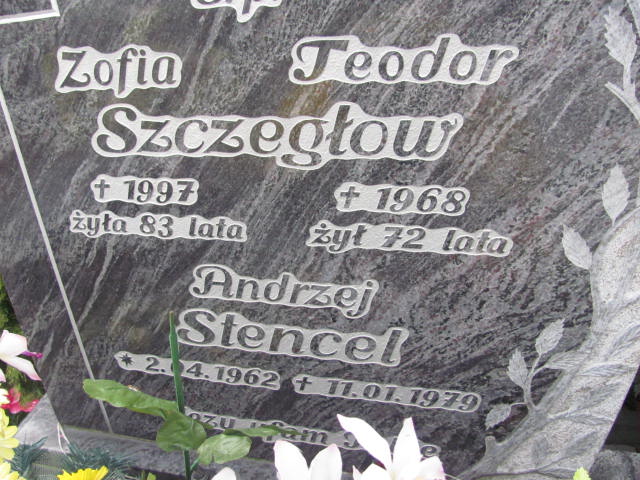 Zofia Teodor
Szczegłow
✝ 1997 ✝ 1968
żyła 83 lata żył 72 lata
Andrzej
Stencel
✝ 11.01.1979